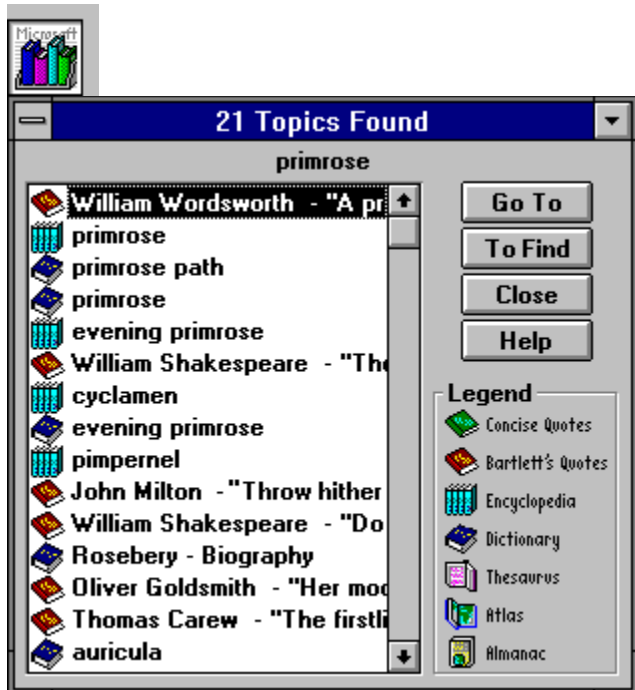 Microsoft
21 Topics Found
primrose
William Wordsworth - "A pr
primrose
primrose path
primrose
evening primrose
William Shakespeare - "The
cyclamen
evening primrose
pimpernel
John Milton - "Throw hither
William Shakespeare - "Do
Rosebery - Biography
Oliver Goldsmith - "Her mod
Thomas Carew - "The firstli
auricula
Go To
To Find
Close
Help
Legend
Concise Quotes
Bartlett's Quotes
Encyclopedia
Dictionary
Thesaurus
Atlas
Almanac